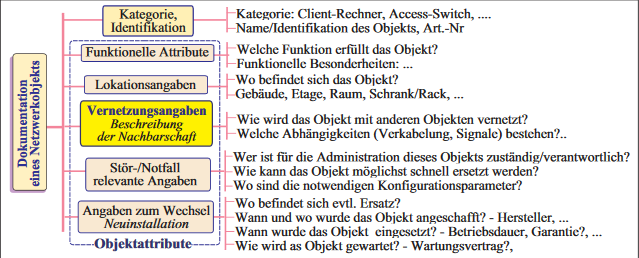 Dokumentation
eines Netzwerkobjekts
Kategorie,
Identifikation
Kategorie: Client-Rechner, Access-Switch, ....
Name/Identifikation des Objekts, Art.-Nr
Funktionelle Attribute
Welche Funktion erfüllt das Objekt?
Funktionelle Besonderheiten: ...
Lokationsangaben
Wo befindet sich das Objekt?
Gebäude, Etage, Raum, Schrank/Rack, ...
Vernetzungsangaben
Beschreibung
der Nachbarschaft
Wie wird das Objekt mit anderen Objekten vernetzt?
Welche Abhängigkeiten (Verkabelung, Signale) bestehen?..
Stör-/Notfall
relevante Angaben
Wer ist für die Administration dieses Objekts zuständig/verantwortlich?
Wie kann das Objekt möglichst schnell ersetzt werden?
Wo sind die notwendigen Konfigurationsparameter?
Angaben zum Wechsel
Neuinstallation
Wo befindet sich evtl. Ersatz?
Wann und wo wurde das Objekt angeschafft? - Hersteller, ...
Wann wurde das Objekt eingesetzt? - Betriebsdauer, Garantie?, ...
Wie wird as Objekt gewartet? - Wartungsvertrag?,
Objektattribute